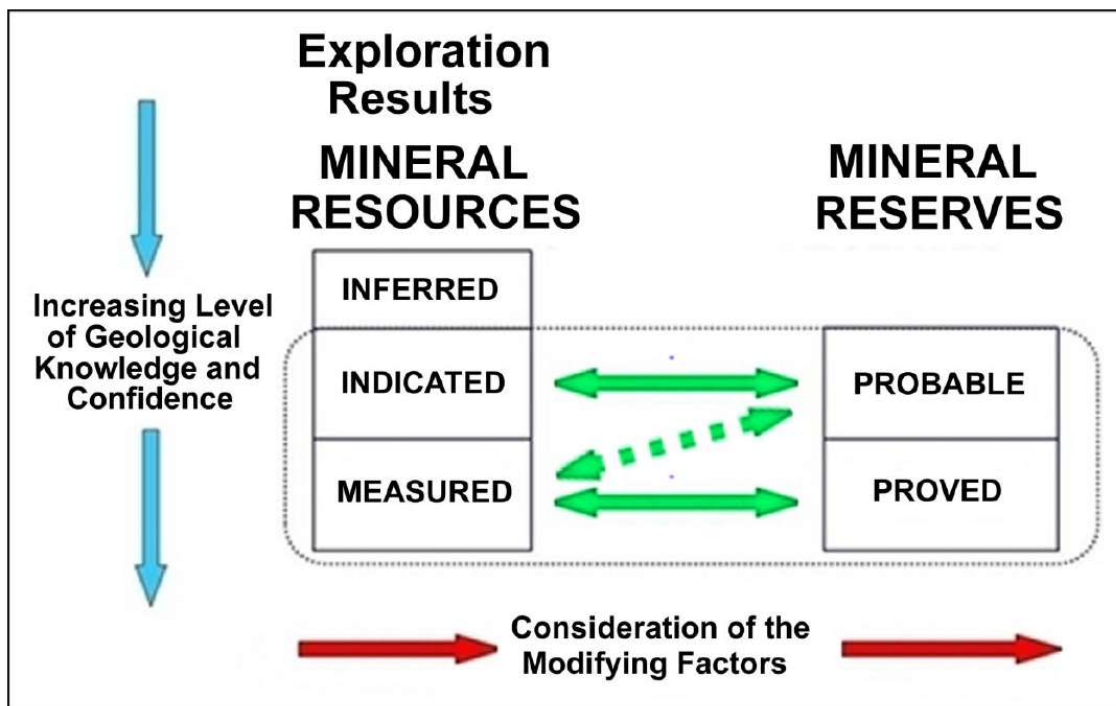 Exploration
Results
MINERAL
RESOURCES
MINERAL
RESERVES
INFERRED
Increasing Level
of Geological
Knowledge and
Confidence
INDICATED
PROBABLE
MEASURED
PROVED
Consideration of the
Modifying Factors